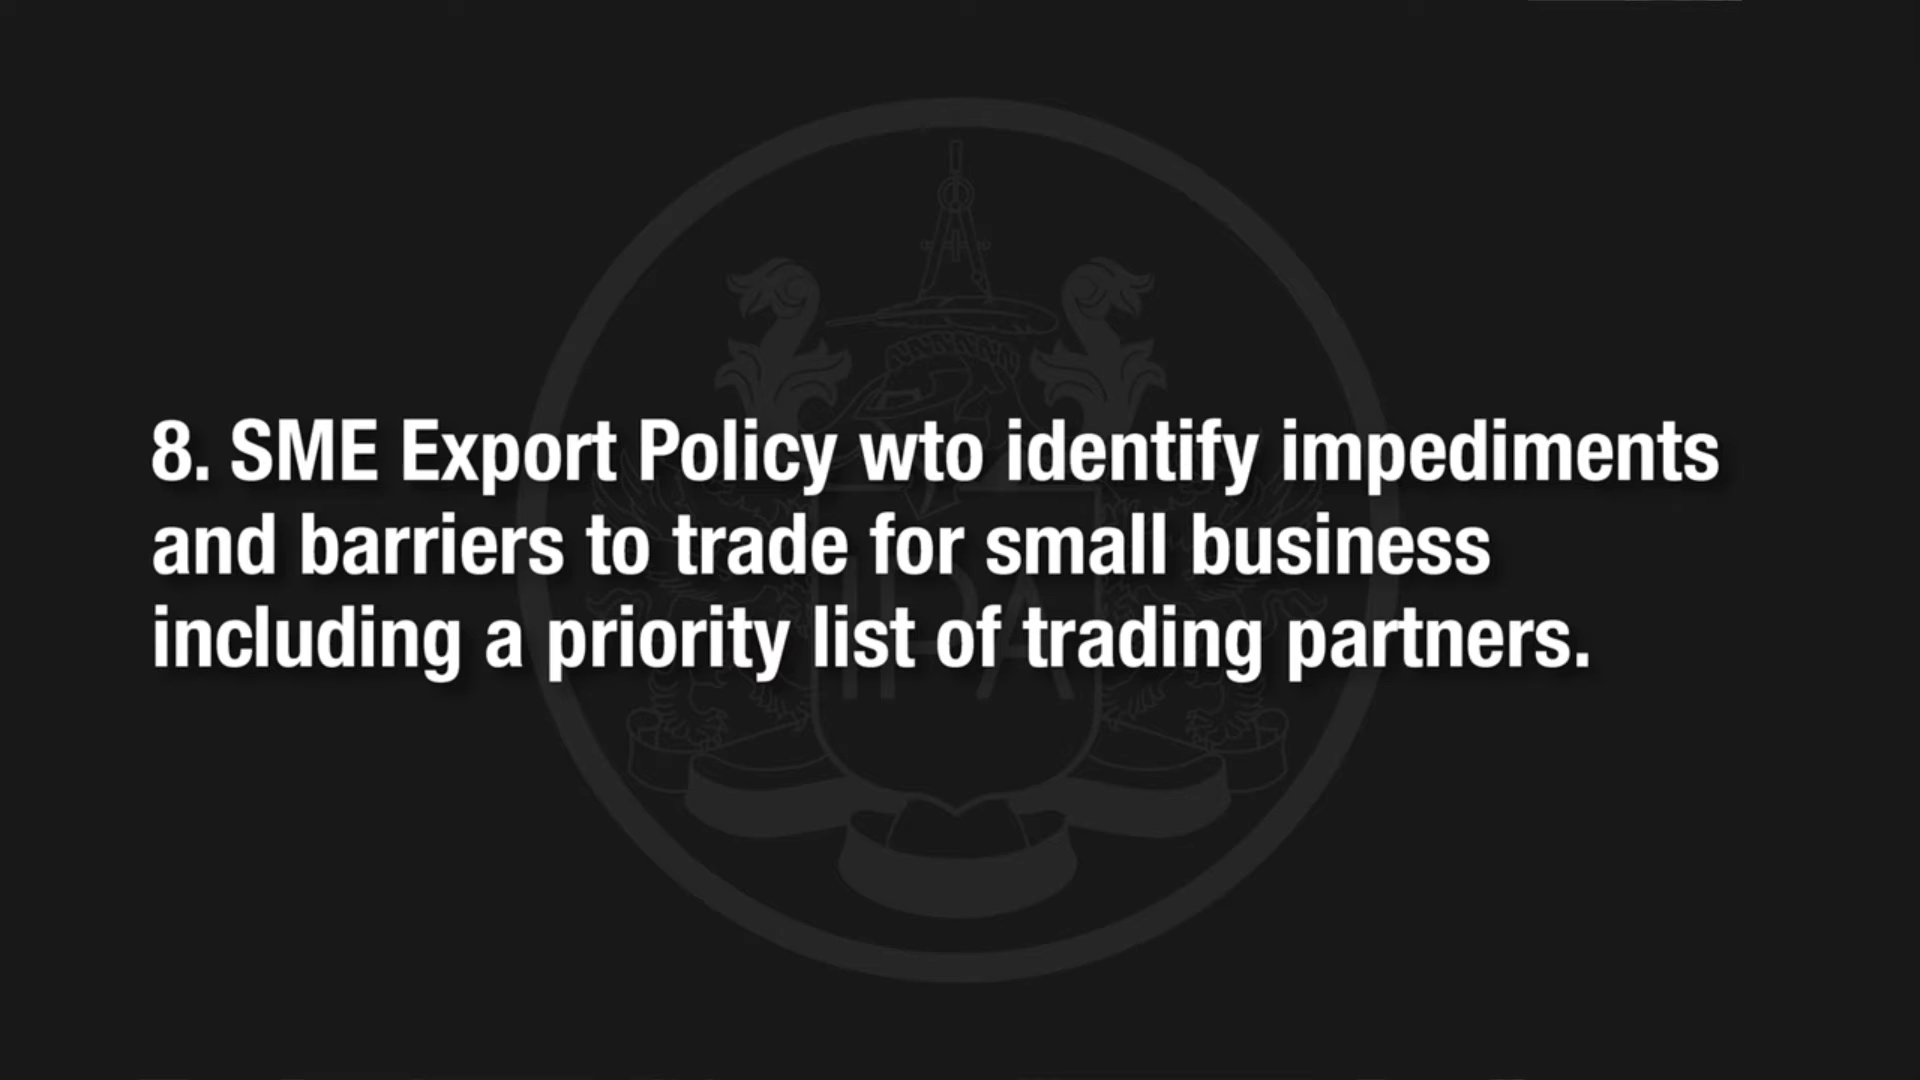 8. SME Export Policy wto identify impediments
and barriers to trade for small business
including a priority list of trading partners.
IPA